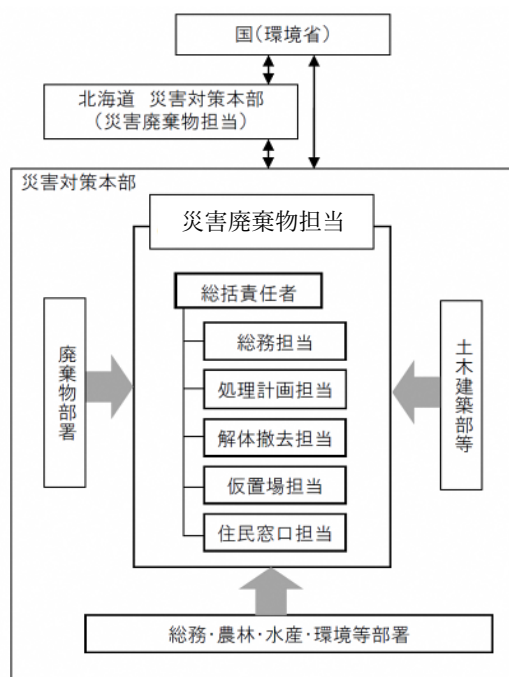 国(環境省)
北海道 災害対策本部
(災害廃棄物担当)
災害対策本部
災害廃棄物担当
総括責任者
総務担当
処理計画担当
解体撤去担当
仮置場担当
住民窓口担当
廃棄物部署
土木建築部等
総務・農林・水産・環境等部署